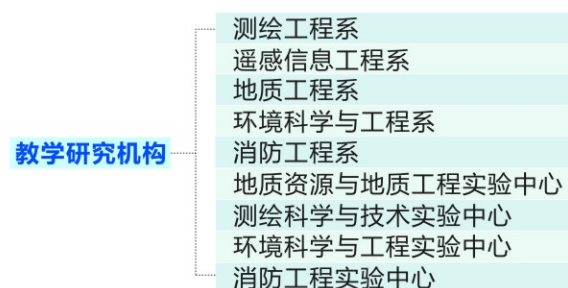 教学研究机构
测绘工程系
遥感信息工程系
地质工程系
环境科学与工程系
消防工程系
地质资源与地质工程实验中心
测绘科学与技术实验中心
环境科学与工程实验中心
消防工程实验中心